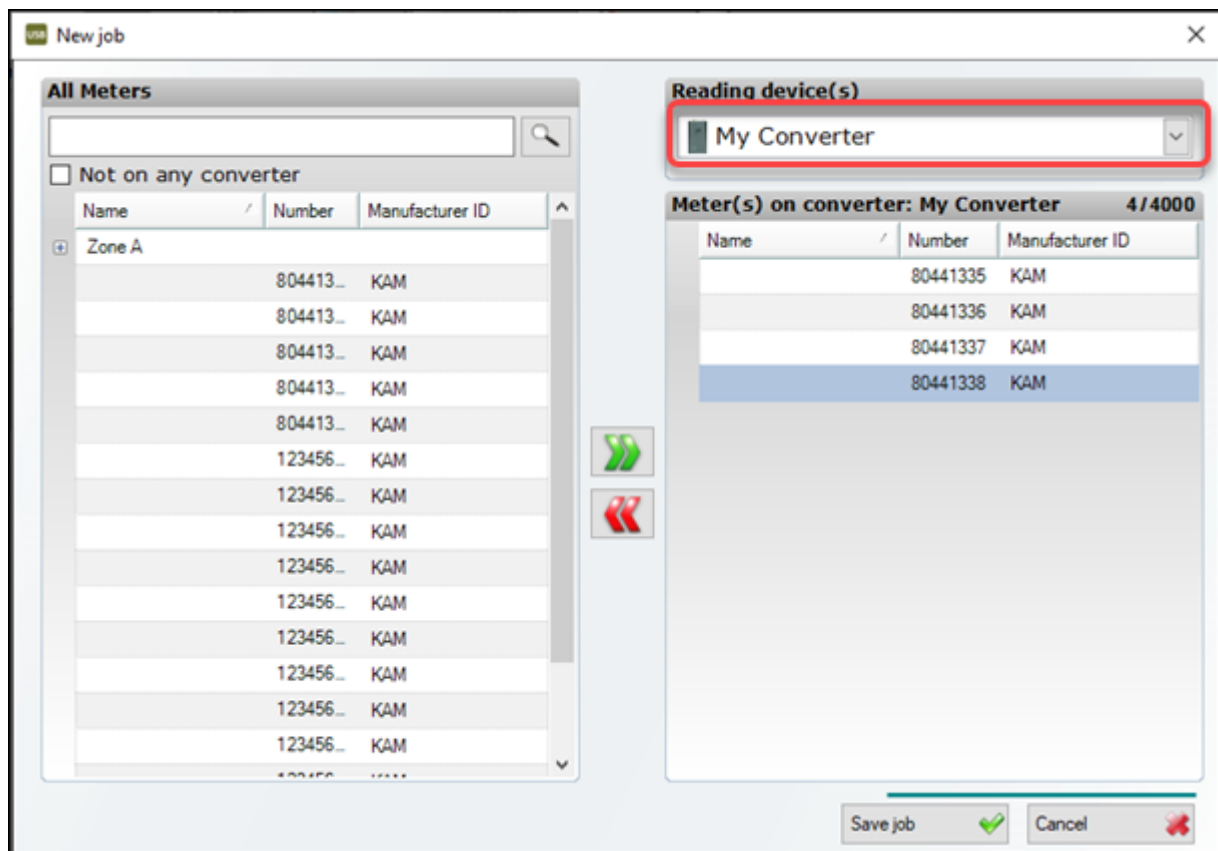 USB New job
All Meters
Not on any converter
Name Number Manufacturer ID
Zone A
804413... KAM
804413... KAM
804413... KAM
804413... KAM
804413... KAM
123456... KAM
123456... KAM
123456... KAM
123456... KAM
123456... KAM
123456... KAM
123456... KAM
123456... KAM
123456... KAM
Reading device(s)
My Converter
Meter(s) on converter: My Converter 4/4000
Name Number Manufacturer ID
80441335 KAM
80441336 KAM
80441337 KAM
80441338 KAM
Save job Cancel